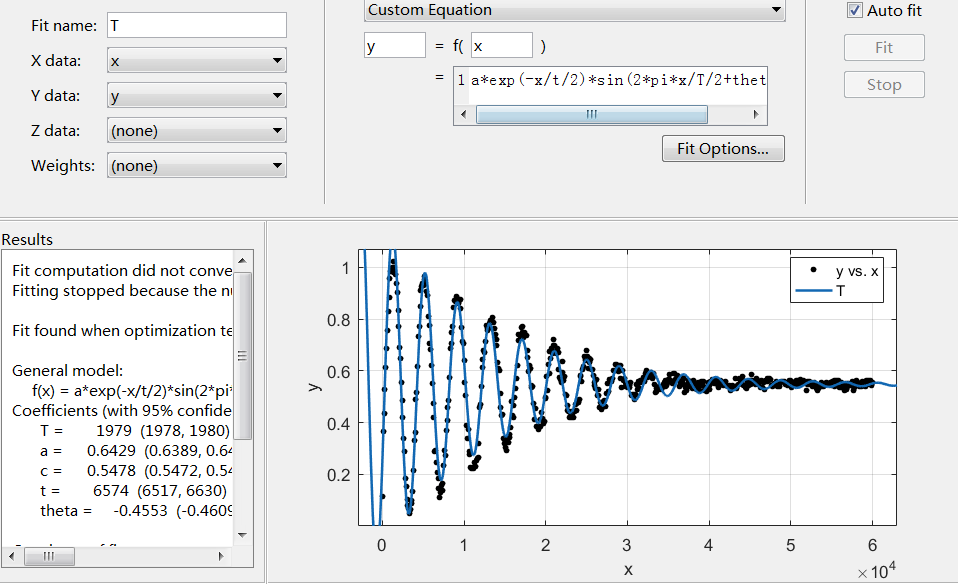 Fit name: T
X data: x
Y data: y
Z data: (none)
Weights: (none)
Custom Equation
y = f( x )
= 1 a*exp(-x/t/2)*sin(2*pi*x/T/2+thet
Fit Options...
Auto fit
Fit
Stop
Results
Fit computation did not conve
Fitting stopped because the nu
Fit found when optimization te
General model:
f(x) = a*exp(-x/t/2)*sin(2*pi*
Coefficients (with 95% confide
T = 1979 (1978, 1980)
a = 0.6429 (0.6389, 0.64
c = 0.5478 (0.5472, 0.54
t = 6574 (6517, 6630)
theta = -0.4553 (-0.4609
y vs. x
T
1
0.8
0.6
0.4
0.2
y
0 1 2 3 4 5 6
x
×10⁴